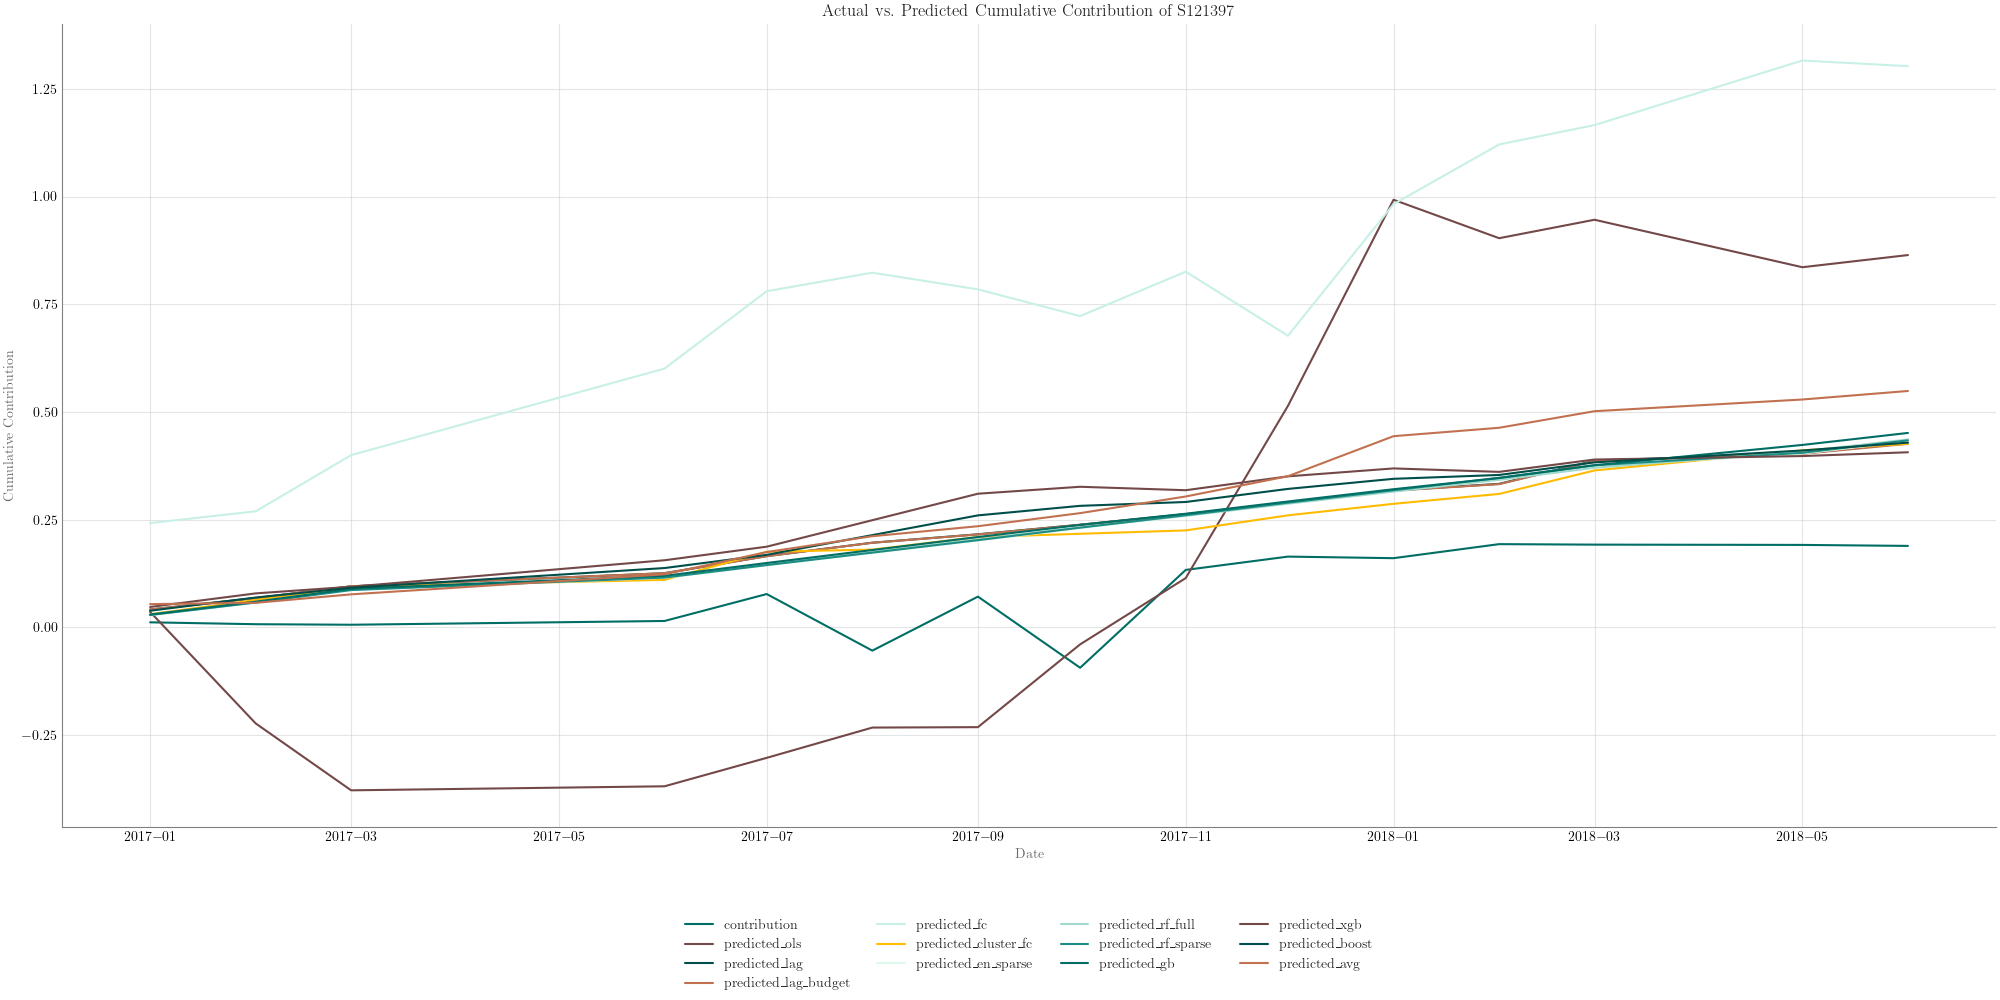 Actual vs. Predicted Cumulative Contribution of S121397
Cumulative Contribution
1.25
1.00
0.75
0.50
0.25
0.00
−0.25
2017−01 2017−03 2017−05 2017−07 2017−09 2017−11 2018−01 2018−03 2018−05
Date
contribution predicted_fc predicted_rf_full predicted_xgb
predicted_ols predicted_cluster_fc predicted_rf_sparse predicted_boost
predicted_lag predicted_en_sparse predicted_gb predicted_avg
predicted_lag_budget